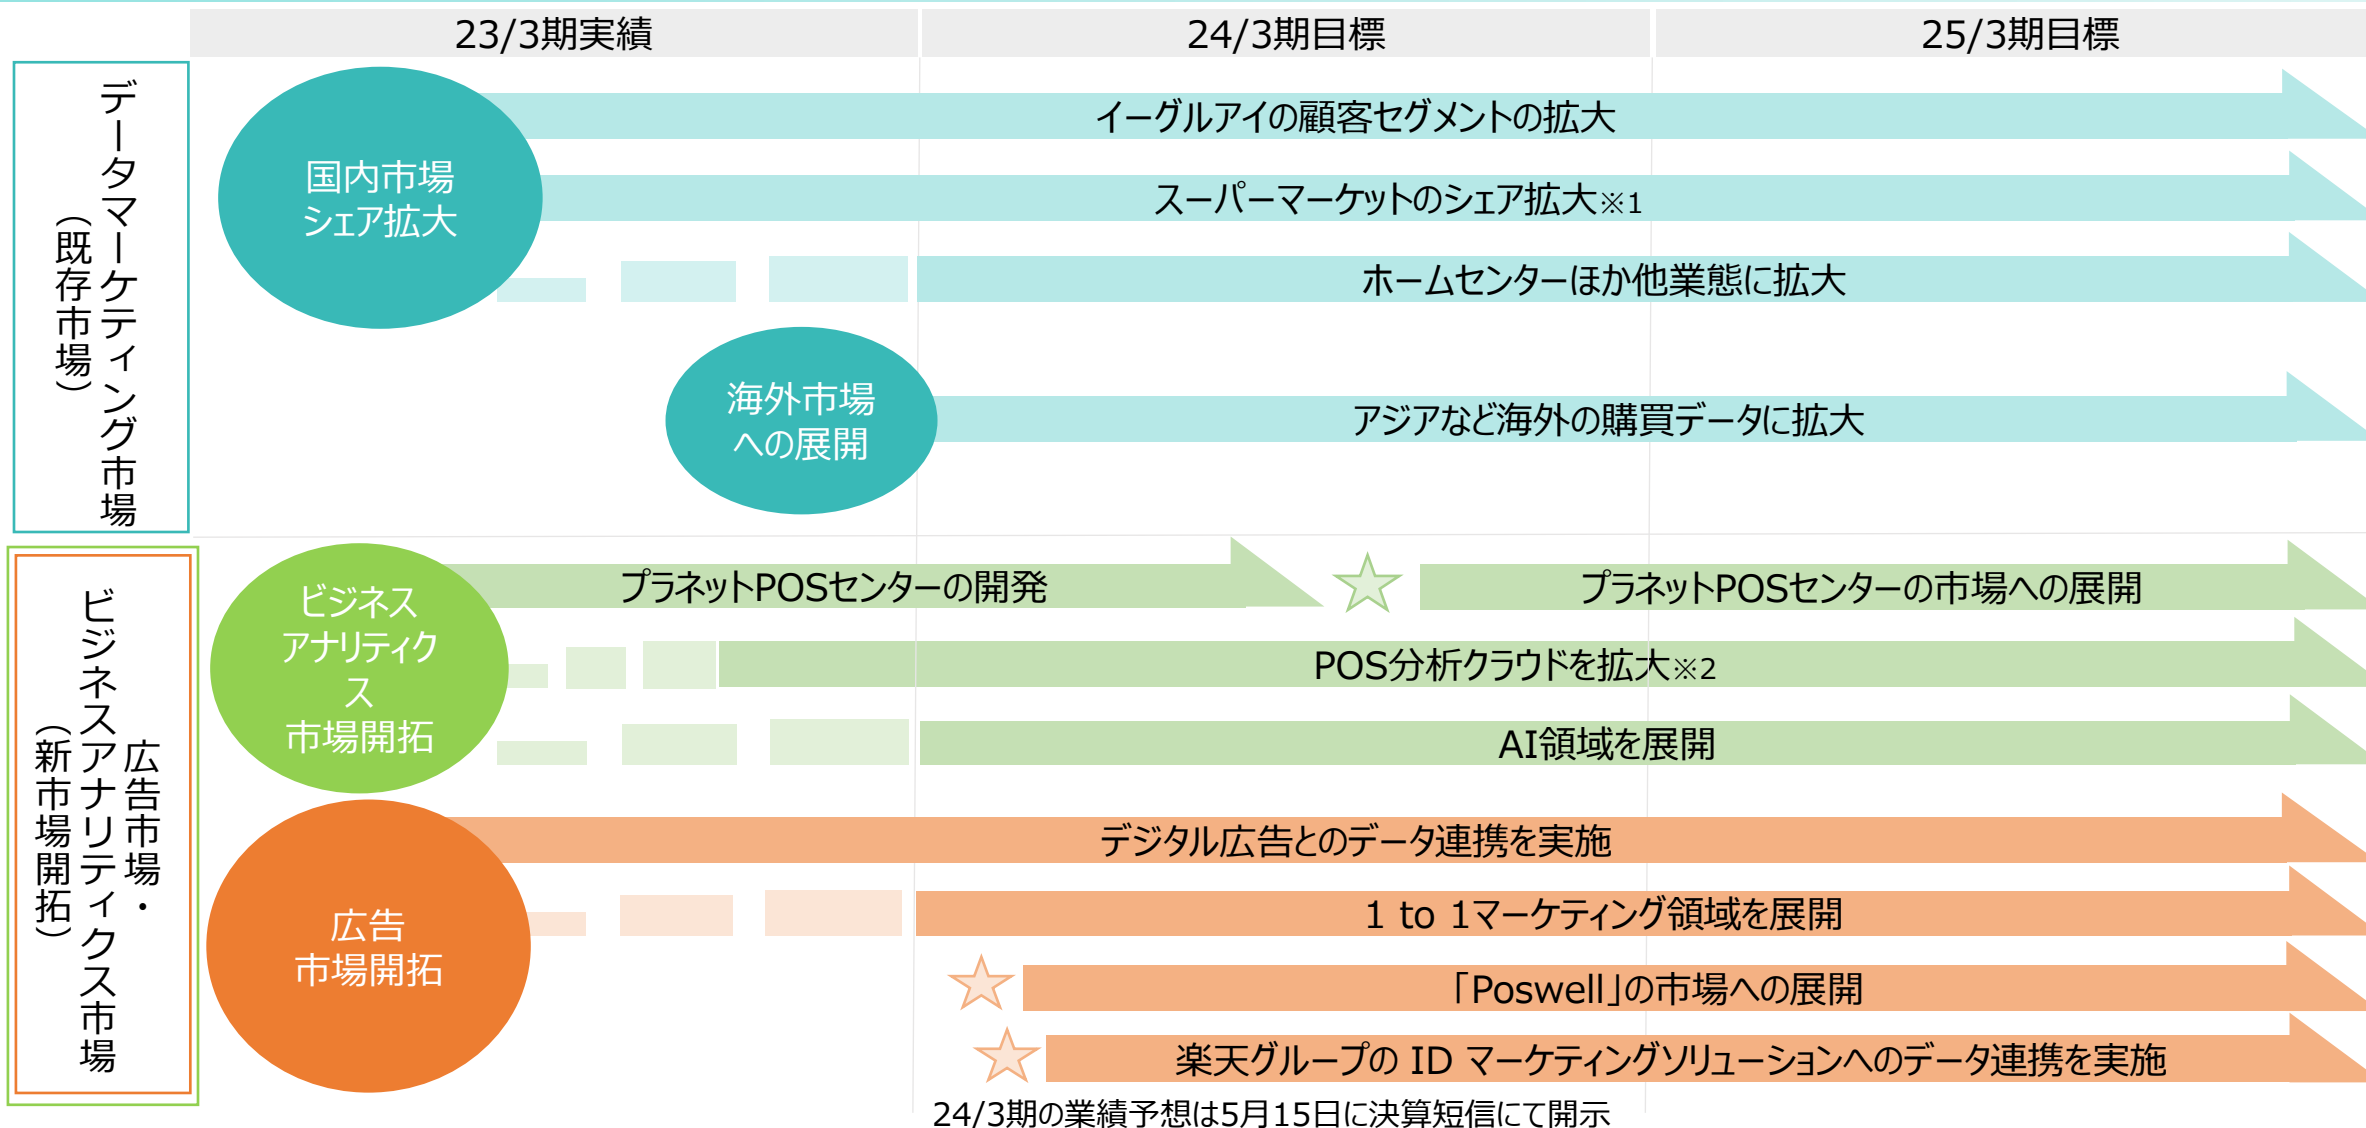 23/3期実績
24/3期目標
25/3期目標
データマーケティング市場
（既存市場）
国内市場
シェア拡大
イーグルアイの顧客セグメントの拡大
スーパーマーケットのシェア拡大※1
ホームセンターほか他業態に拡大
海外市場
への展開
アジアなど海外の購買データに拡大
広告市場・
ビジネスアナリティクス市場
（新市場開拓）
ビジネス
アナリティク
ス
市場開拓
プラネットPOSセンターの開発
プラネットPOSセンターの市場への展開
POS分析クラウドを拡大※2
AI領域を展開
広告
市場開拓
デジタル広告とのデータ連携を実施
1 to 1マーケティング領域を展開
「Poswell」の市場への展開
楽天グループの ID マーケティングソリューションへのデータ連携を実施
24/3期の業績予想は5月15日に決算短信にて開示